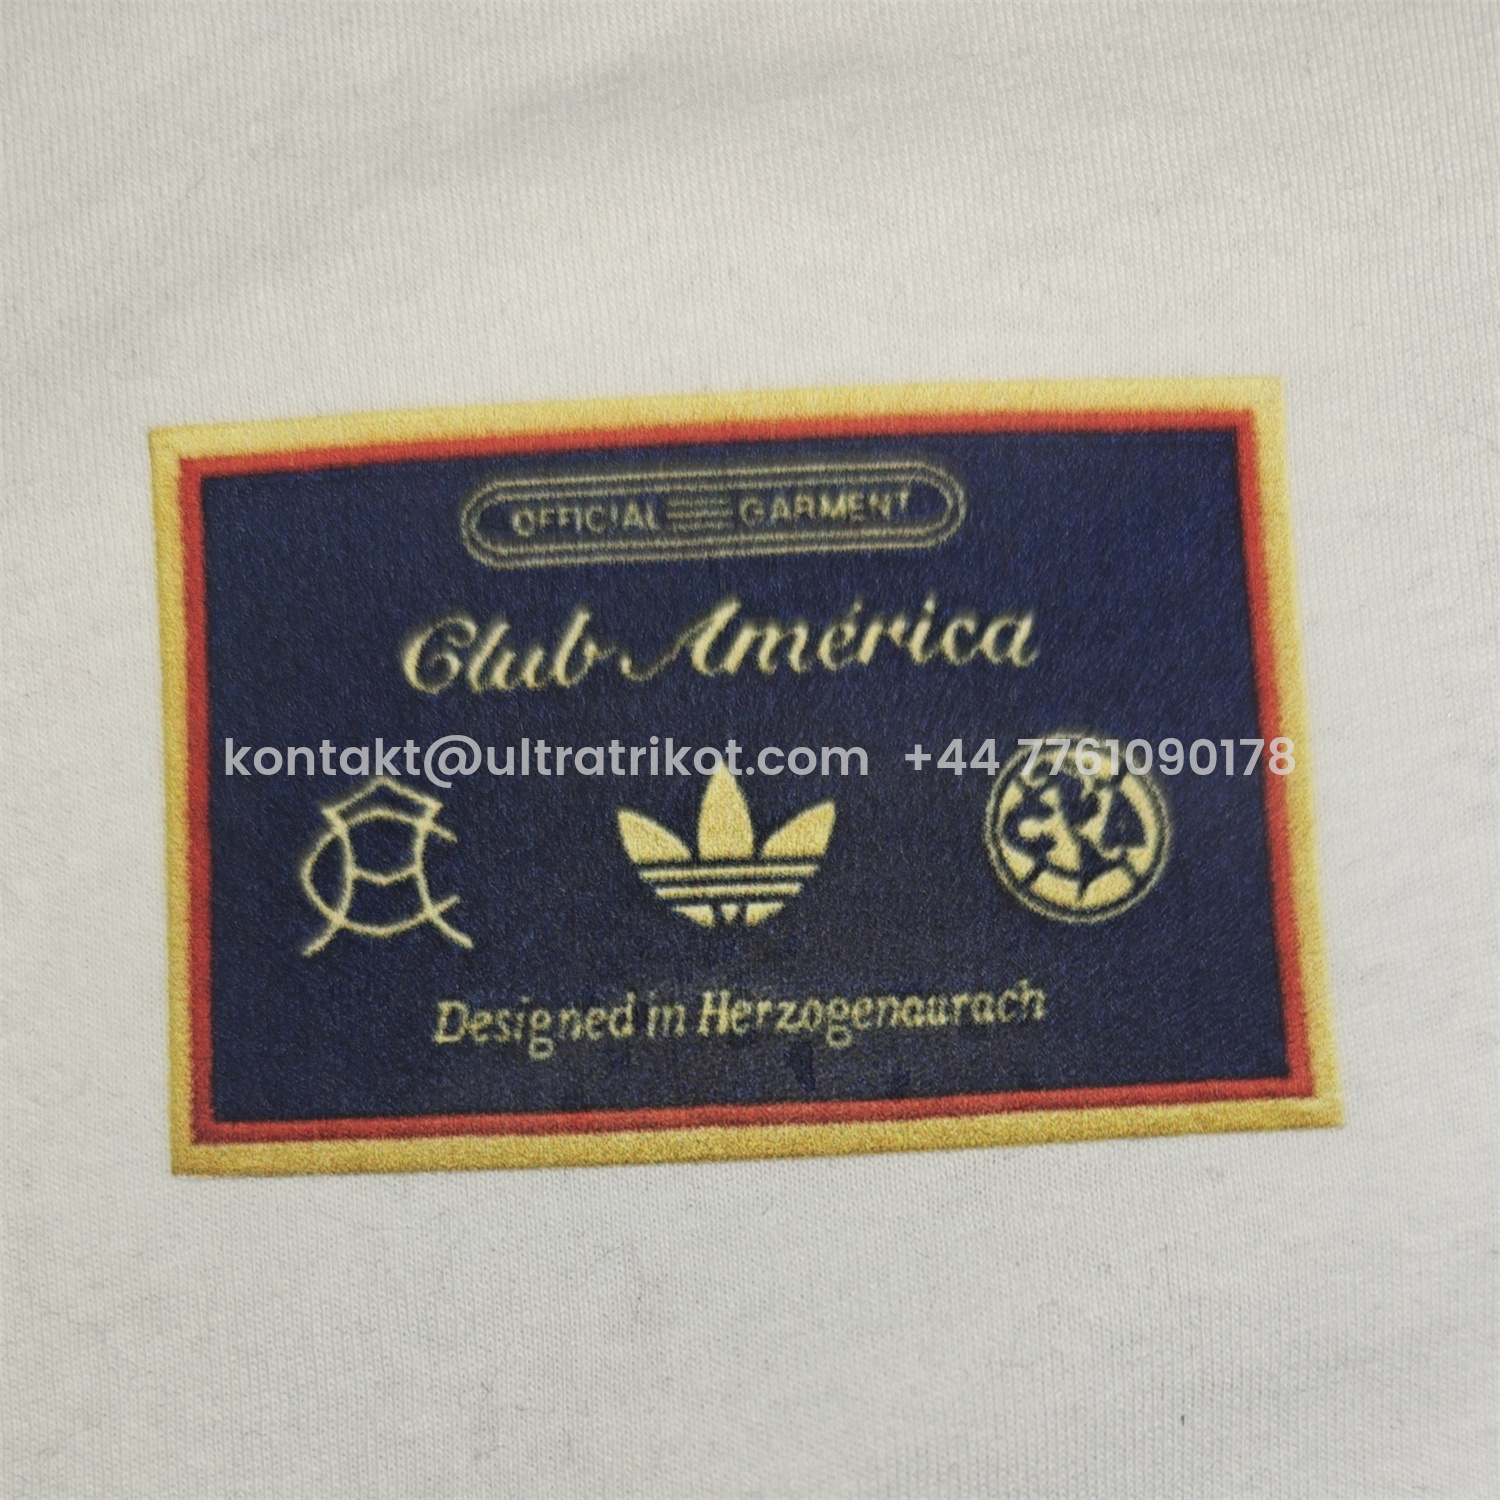 OFFICIAL GARMENT
Club América
kontakt@ultratrikot.com +44 7761090178
Designed in Herzogenaurach